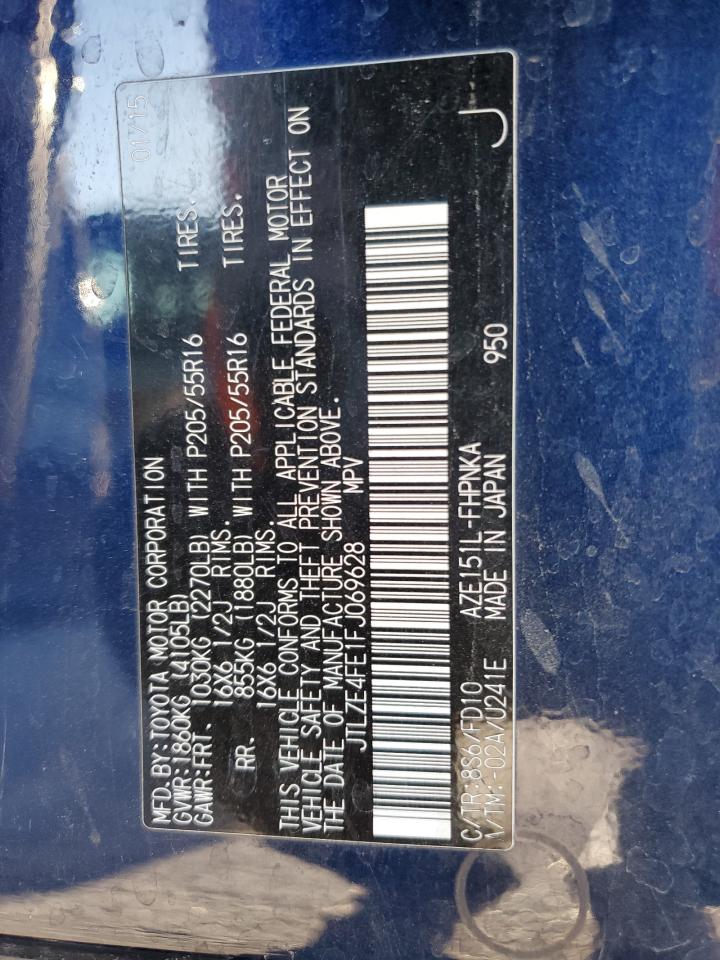 MFD. BY: TOYOTA MOTOR CORPORATION 01/15
GVWR: 1860KG (4105LB)
GAWR: FRT. 1030KG (2270LB) WITH P205/55R16 TIRES.
16X6 1/2J RIMS.
RR. 855KG (1880LB) WITH P205/55R16 TIRES.
16X6 1/2J RIMS.
THIS VEHICLE CONFORMS TO ALL APPLICABLE FEDERAL MOTOR
VEHICLE SAFETY AND THEFT PREVENTION STANDARDS IN EFFECT ON
THE DATE OF MANUFACTURE SHOWN ABOVE.
JTLZE4FE1FJ069628 MPV
C/TR: 8S6/FD10 AZE151L-FHPNKA
A/TM: -02A/U241E MADE IN JAPAN 950 J